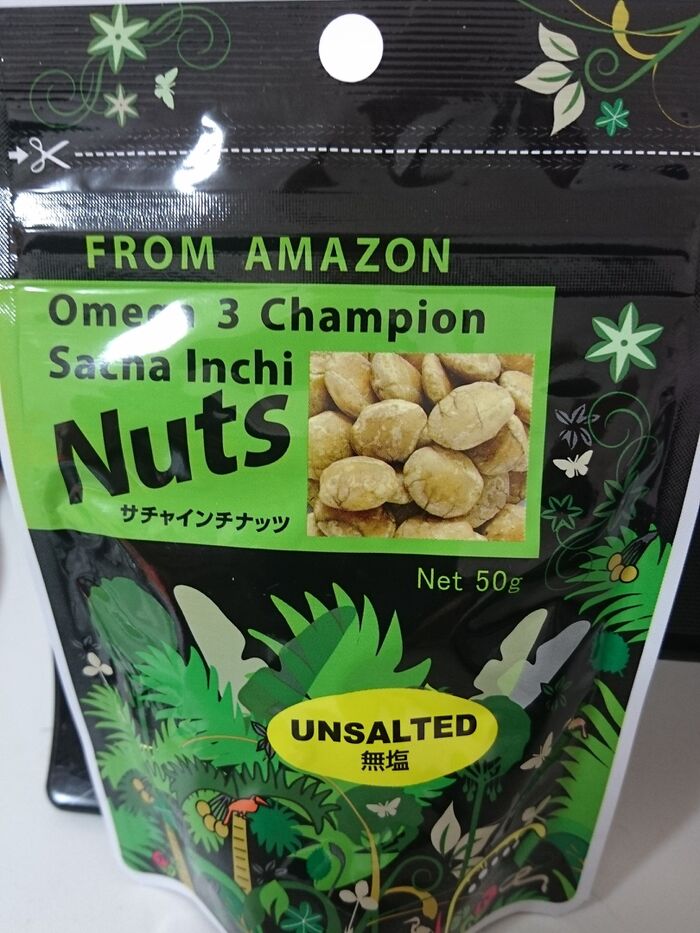 FROM AMAZON
Omega 3 Champion
Sacha Inchi
Nuts
サチャインチナッツ
Net 50g
UNSALTED
無塩